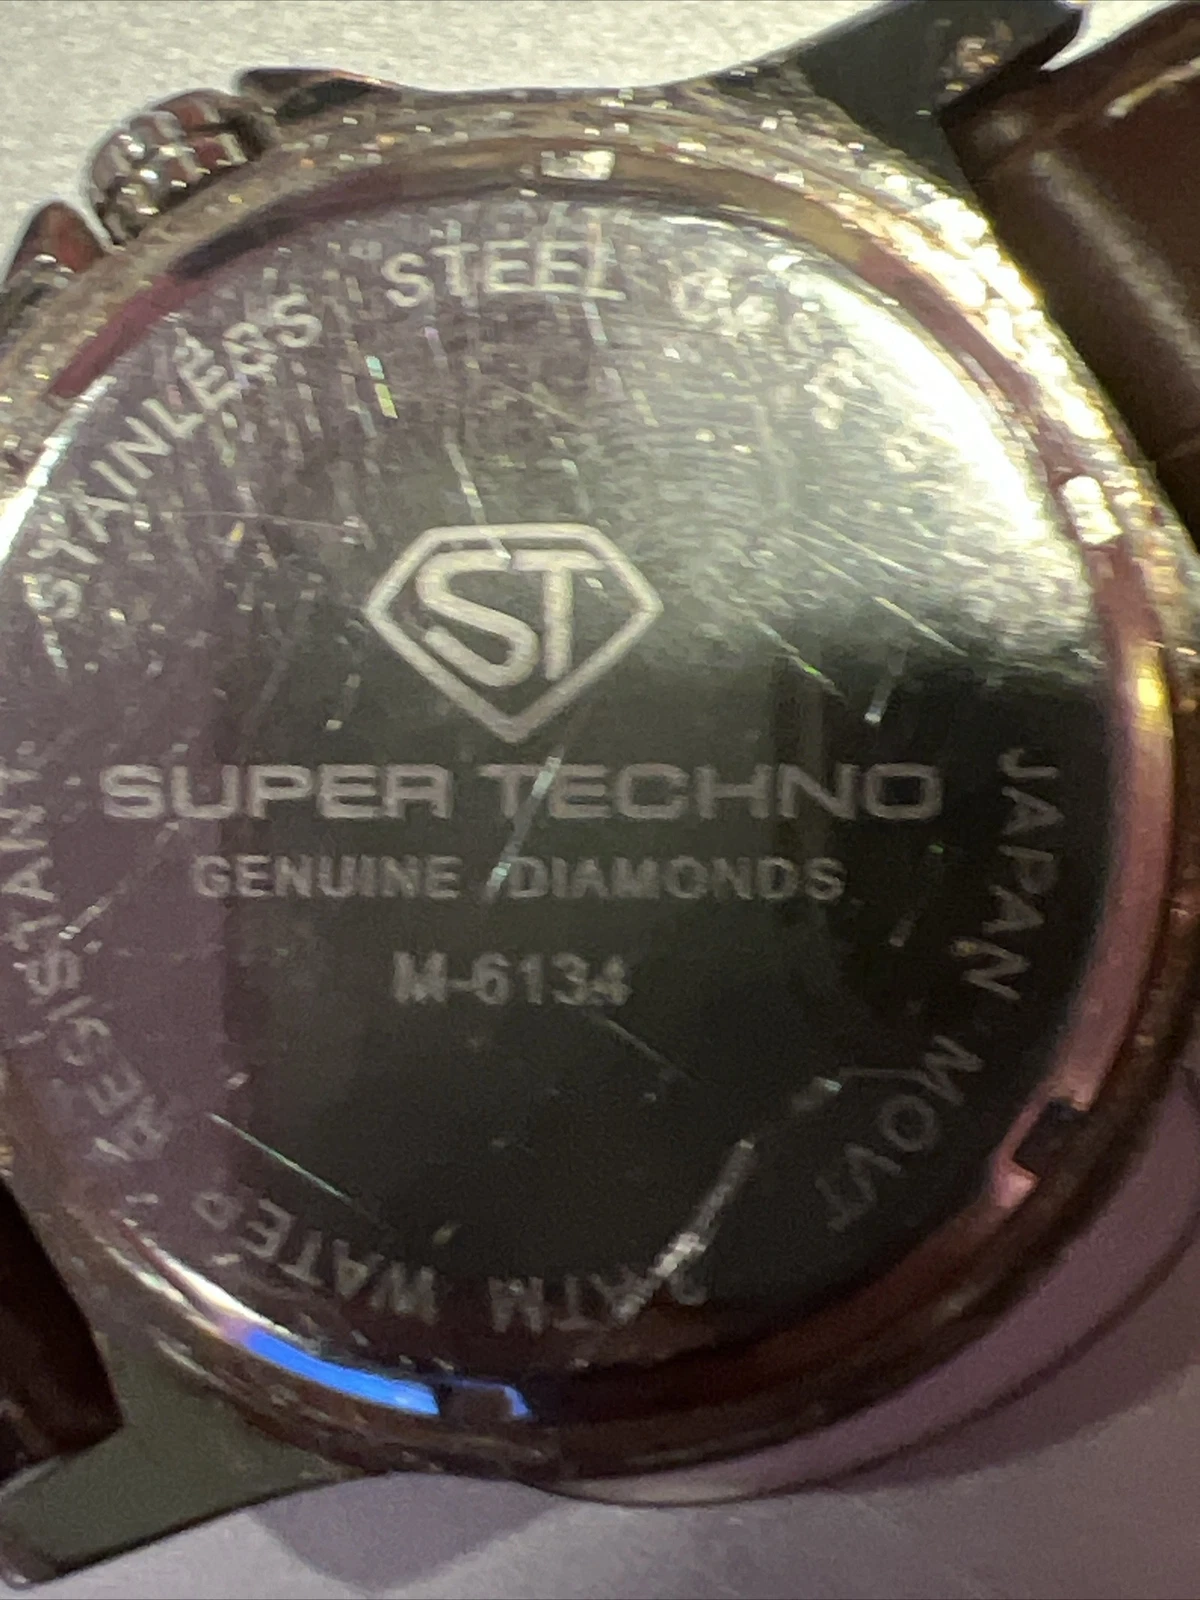 STAINLESS STEEL
ST
SUPER TECHNO
GENUINE DIAMONDS
M-6134
JAPAN MOVT
ATM WATER RESISTANT